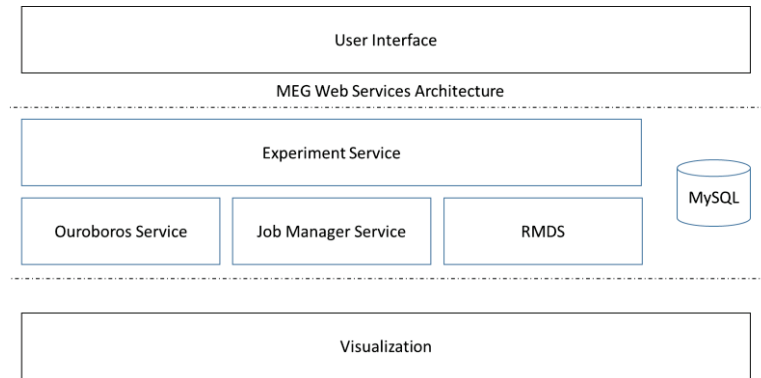 User Interface
MEG Web Services Architecture
Experiment Service
MySQL
Ouroboros Service
Job Manager Service
RMDS
Visualization